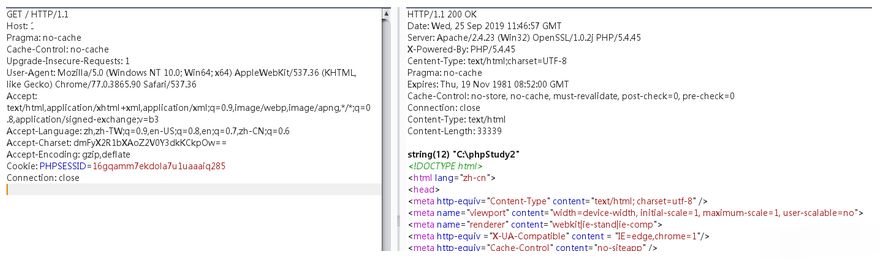 GET / HTTP/1.1
Host: :
Pragma: no-cache
Cache-Control: no-cache
Upgrade-Insecure-Requests: 1
User-Agent: Mozilla/5.0 (Windows NT 10.0; Win64; x64) AppleWebKit/537.36 (KHTML,
like Gecko) Chrome/77.0.3865.90 Safari/537.36
Accept:
text/html,application/xhtml+xml,application/xml;q=0.9,image/webp,image/apng,*/*;q=0
.8,application/signed-exchange;v=b3
Accept-Language: zh,zh-TW;q=0.9,en-US;q=0.8,en;q=0.7,zh-CN;q=0.6
Accept-Charset: dmFyX2R1bXAoZ2V0Y3dkKCkpOw==
Accept-Encoding: gzip,deflate
Cookie: PHPSESSID=16gqamm7ekdola7u1uaaaiq285
Connection: close
HTTP/1.1 200 OK
Date: Wed, 25 Sep 2019 11:46:57 GMT
Server: Apache/2.4.23 (Win32) OpenSSL/1.0.2j PHP/5.4.45
X-Powered-By: PHP/5.4.45
Content-Type: text/html;charset=UTF-8
Pragma: no-cache
Expires: Thu, 19 Nov 1981 08:52:00 GMT
Cache-Control: no-store, no-cache, must-revalidate, post-check=0, pre-check=0
Connection: close
Content-Type: text/html
Content-Length: 33339
string(12) "C:\phpStudy2"
<!DOCTYPE html>
<html lang="zh-cn">
<head>
<meta http-equiv="Content-Type" content="text/html; charset=utf-8" />
<meta name="viewport" content="width=device-width, initial-scale=1, maximum-scale=1, user-scalable=no">
<meta name="renderer" content="webkit|ie-stand|ie-comp">
<meta http-equiv ="X-UA-Compatible" content = "IE=edge,chrome=1"/>
<meta http-equiv="Cache-Control" content="no-siteapp" />